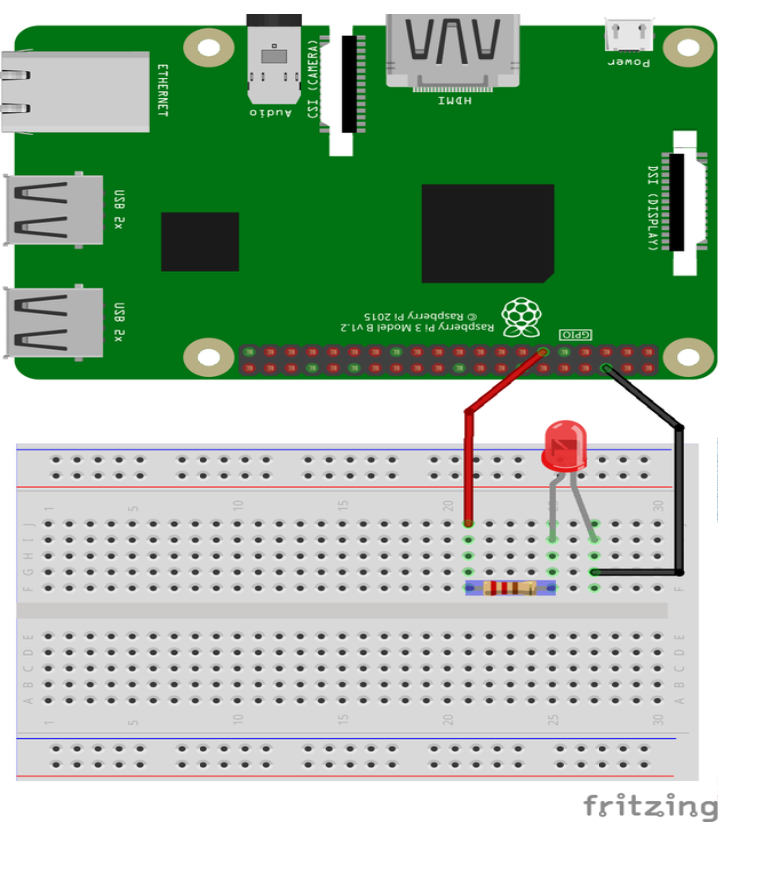 ETHERNET
Audio
CSI (CAMERA)
HDMI
Power
DSI (DISPLAY)
USB 2x
USB 2x
Raspberry Pi 3 Model B v1.2
© Raspberry Pi 2015
GPIO
1 5 10 15 20 25 30
J
I
H
G
F
J
F
E
D
C
B
A
E
D
C
B
A
1 5 10 15 20 25 30
fritzing